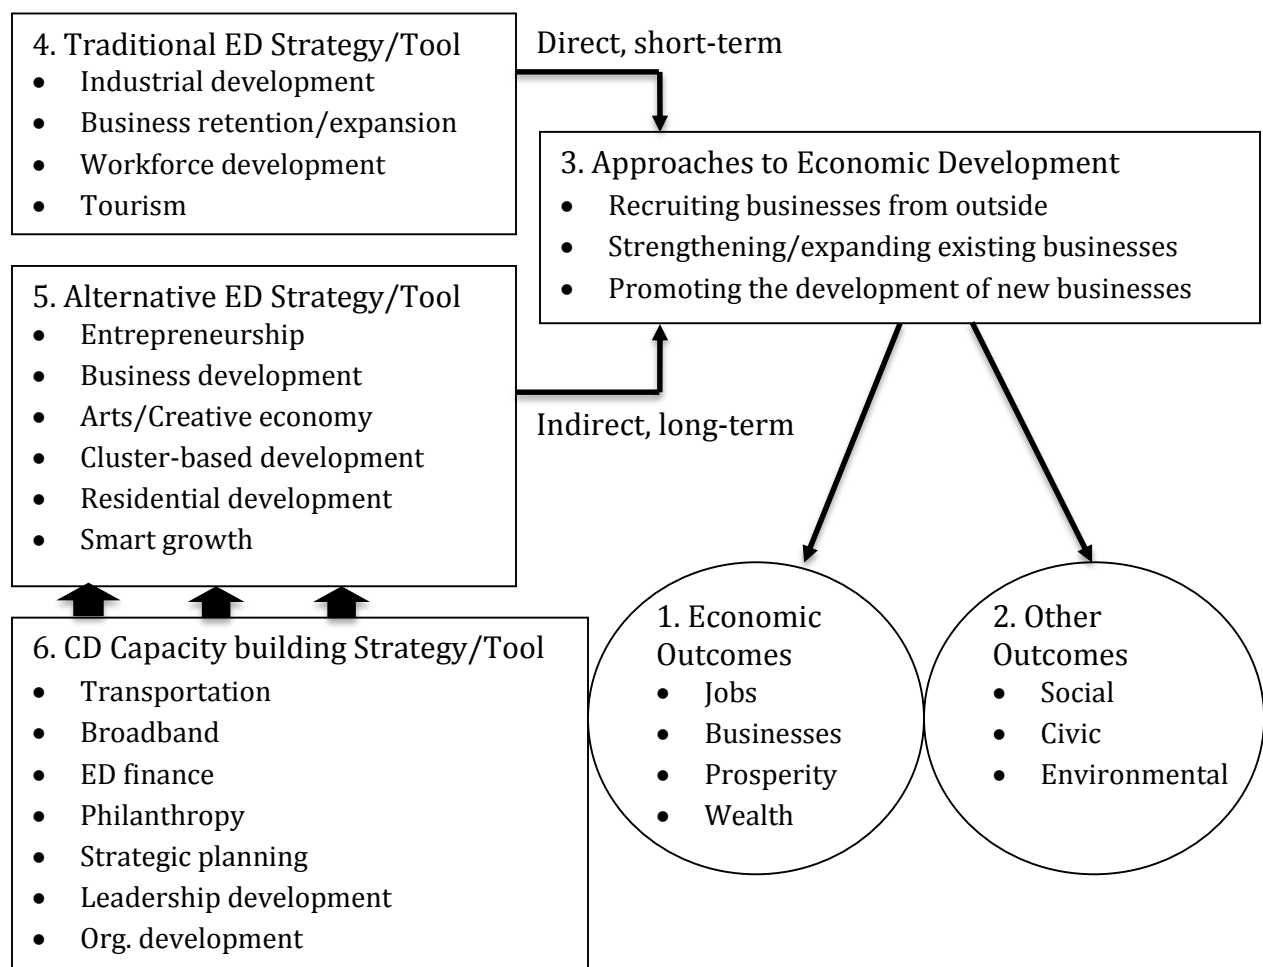 4. Traditional ED Strategy/Tool
• Industrial development
• Business retention/expansion
• Workforce development
• Tourism
Direct, short-term
3. Approaches to Economic Development
• Recruiting businesses from outside
• Strengthening/expanding existing businesses
• Promoting the development of new businesses
5. Alternative ED Strategy/Tool
• Entrepreneurship
• Business development
• Arts/Creative economy
• Cluster-based development
• Residential development
• Smart growth
Indirect, long-term
6. CD Capacity building Strategy/Tool
• Transportation
• Broadband
• ED finance
• Philanthropy
• Strategic planning
• Leadership development
• Org. development
1. Economic
Outcomes
• Jobs
• Businesses
• Prosperity
• Wealth
2. Other
Outcomes
• Social
• Civic
• Environmental